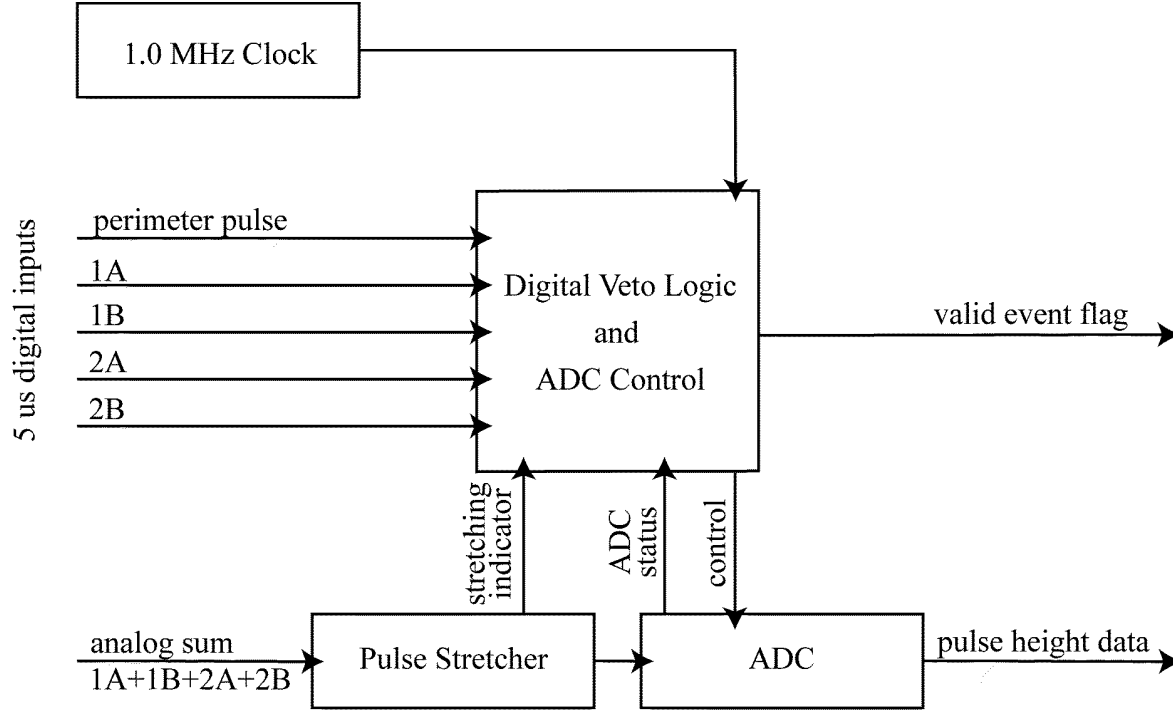 1.0 MHz Clock
5 us digital inputs
perimeter pulse
1A
1B
2A
2B
Digital Veto Logic
and
ADC Control
valid event flag
stretching
indicator
ADC
status
control
analog sum
1A+1B+2A+2B
Pulse Stretcher
ADC
pulse height data